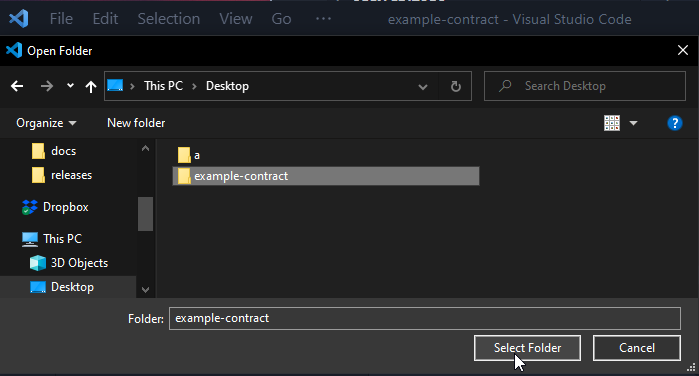 File Edit Selection View Go ··· example-contract - Visual Studio Code
Open Folder
This PC > Desktop
Search Desktop
Organize New folder
docs
releases
Dropbox
This PC
3D Objects
Desktop
a
example-contract
Folder: example-contract
Select Folder Cancel